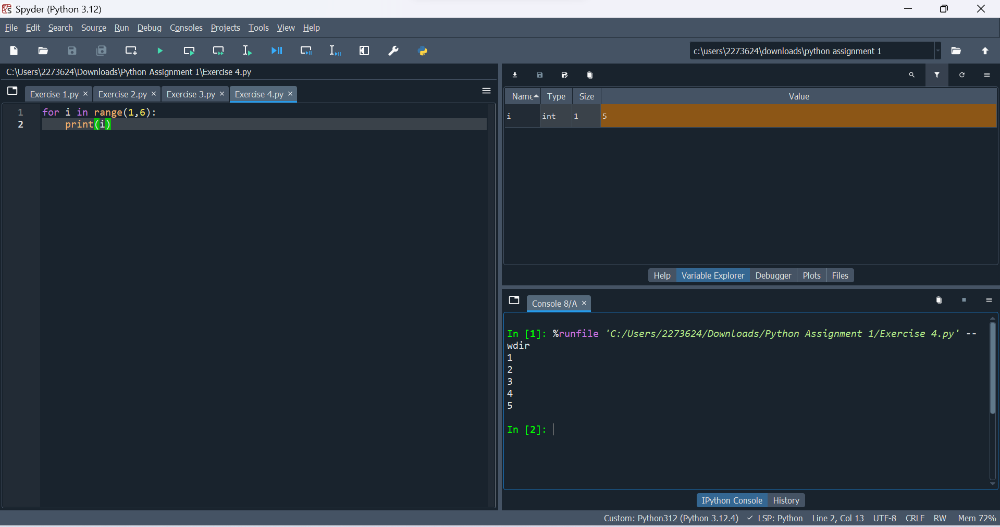 Spyder (Python 3.12)
File Edit Search Source Run Debug Consoles Projects Tools View Help
c:\users\2273624\downloads\python assignment 1
C:\Users\2273624\Downloads\Python Assignment 1\Exercise 4.py
Exercise 1.py Exercise 2.py Exercise 3.py Exercise 4.py
1 for i in range(1,6):
2     print(i)
Name Type Size Value
i int 1 5
Help Variable Explorer Debugger Plots Files
Console 8/A
In [1]: %runfile 'C:/Users/2273624/Downloads/Python Assignment 1/Exercise 4.py' --
wdir
1
2
3
4
5
In [2]:
IPython Console History
Custom: Python312 (Python 3.12.4) ✓ LSP: Python Line 2, Col 13 UTF-8 CRLF RW Mem 72%